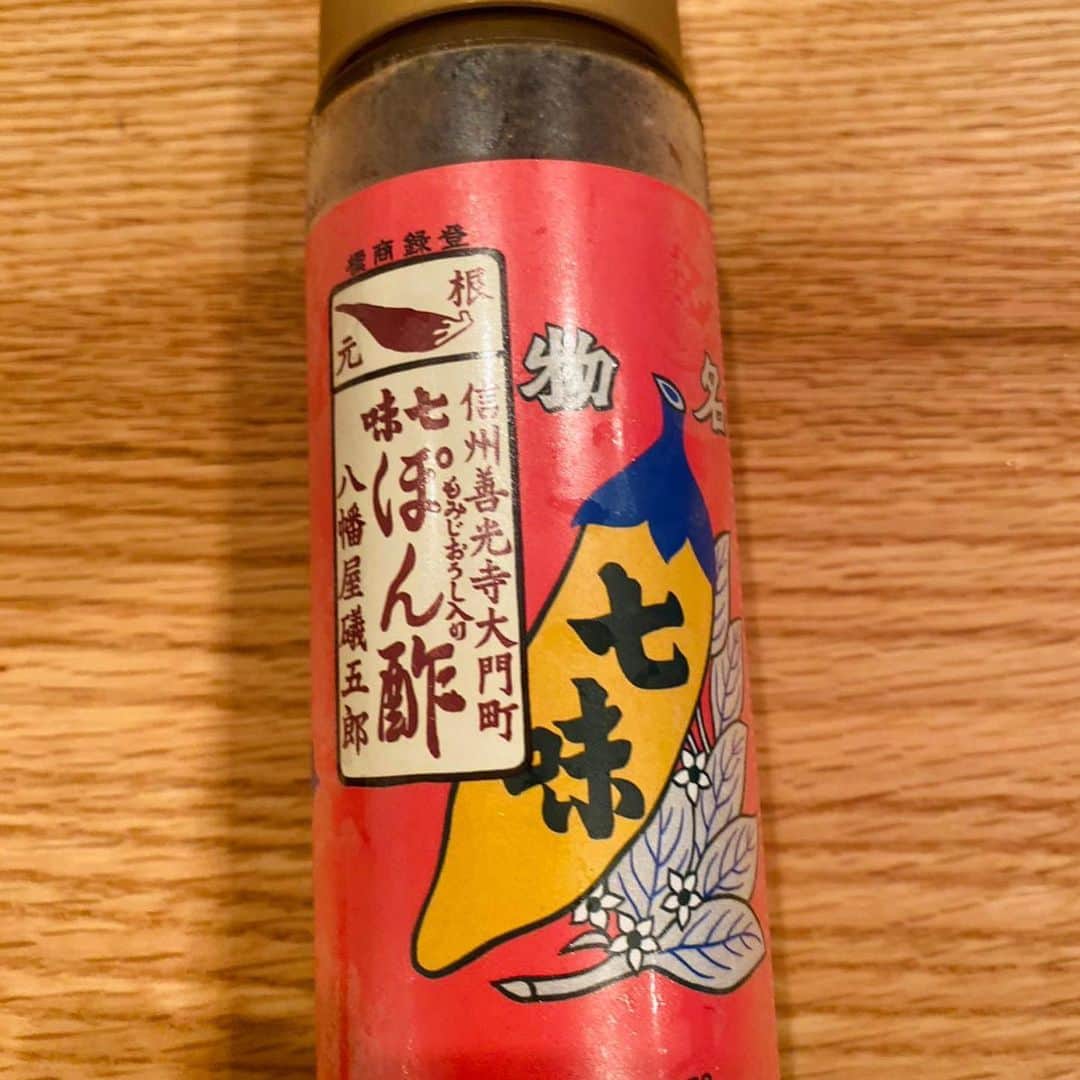 登録商標
根元
信州善光寺大門町
七味
ぽん酢
もみじおろし入り
八幡屋礒五郎
名物
七味